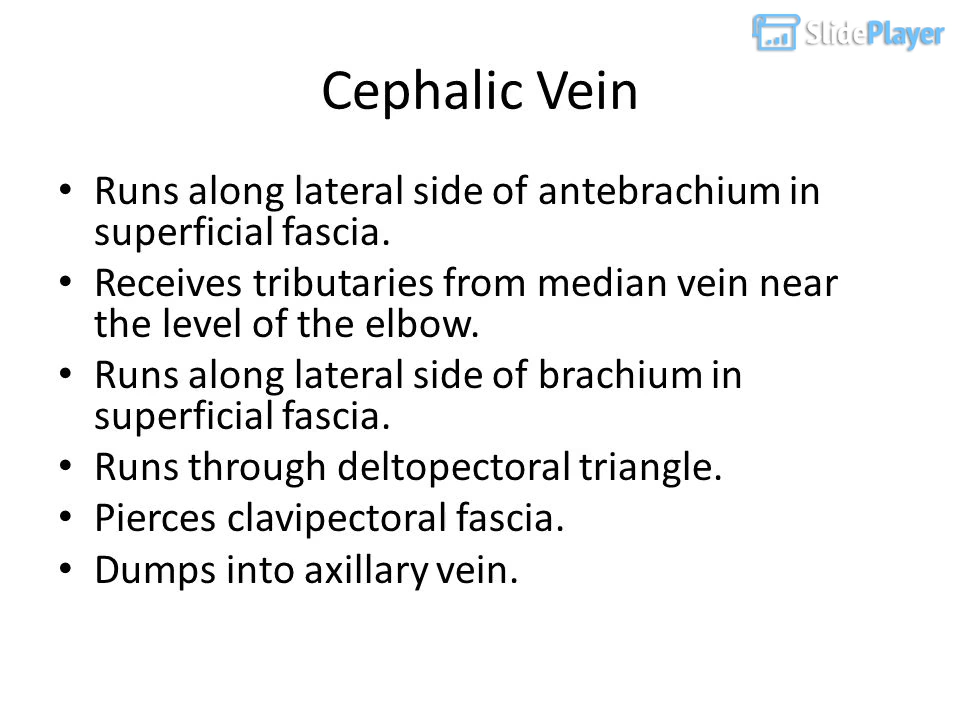 SlidePlayer
Cephalic Vein
• Runs along lateral side of antebrachium in
superficial fascia.
• Receives tributaries from median vein near
the level of the elbow.
• Runs along lateral side of brachium in
superficial fascia.
• Runs through deltopectoral triangle.
• Pierces clavipectoral fascia.
• Dumps into axillary vein.